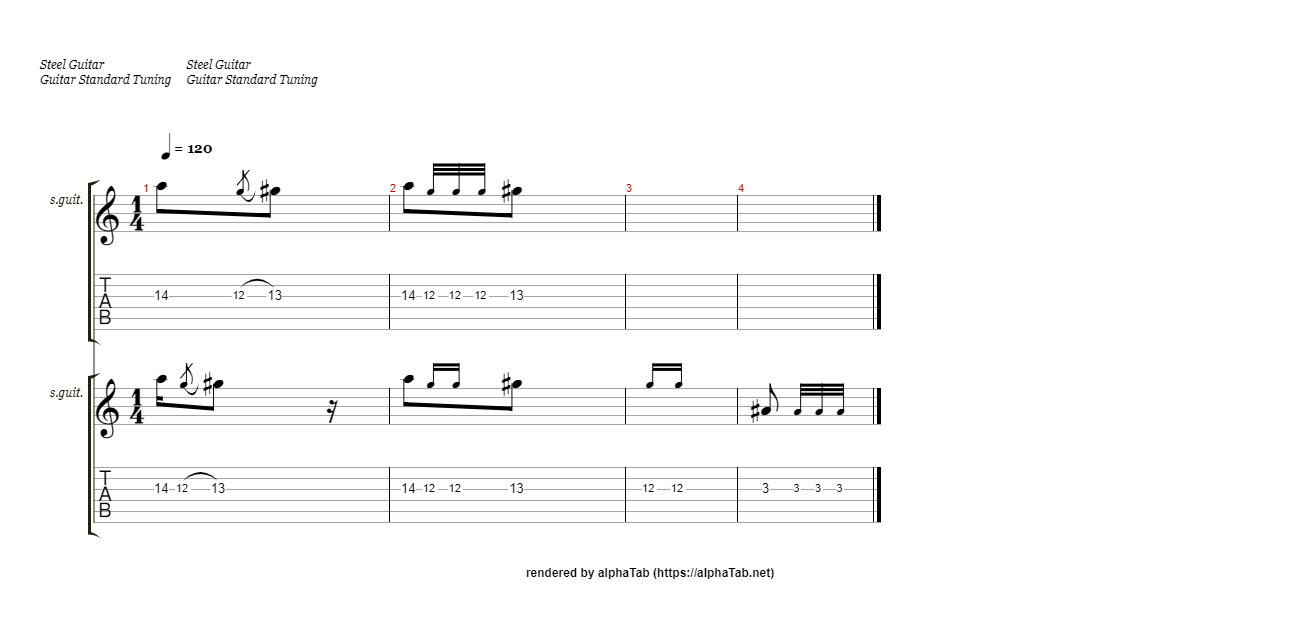 Steel Guitar Steel Guitar
Guitar Standard Tuning Guitar Standard Tuning
= 120
s.guit.
1 2 3 4
1
4
T
A
B
14 12 13 14 12 12 12 13
s.guit.
1
4
T
A
B
14 12 13 14 12 12 13 12 12 3 3 3 3
rendered by alphaTab (https://alphaTab.net)